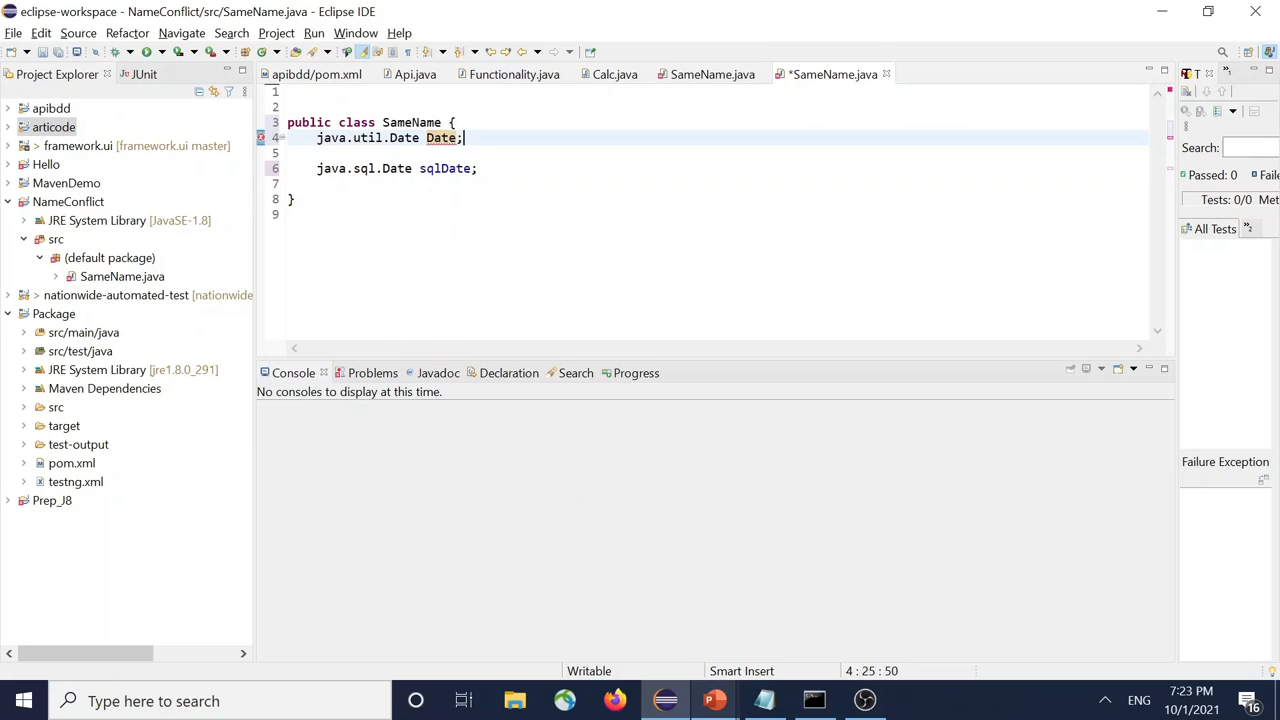 eclipse-workspace - NameConflict/src/SameName.java - Eclipse IDE
File Edit Source Refactor Navigate Search Project Run Window Help
Project Explorer JUnit
apibdd/pom.xml Api.java Functionality.java Calc.java SameName.java *SameName.java
apibdd
articode
> framework.ui [framework.ui master]
Hello
MavenDemo
NameConflict
JRE System Library [JavaSE-1.8]
src
(default package)
SameName.java
> nationwide-automated-test [nationwide
Package
src/main/java
src/test/java
JRE System Library [jre1.8.0_291]
Maven Dependencies
src
target
test-output
pom.xml
testng.xml
Prep_J8
1
2
3 public class SameName {
4 java.util.Date Date;
5
6 java.sql.Date sqlDate;
7
8 }
9
Console Problems Javadoc Declaration Search Progress
No consoles to display at this time.
T
Search:
Passed: 0 Faile
Tests: 0/0 Met
All Tests
Failure Exception
Writable Smart Insert 4 : 25 : 50
Type here to search
ENG
7:23 PM
10/1/2021
16